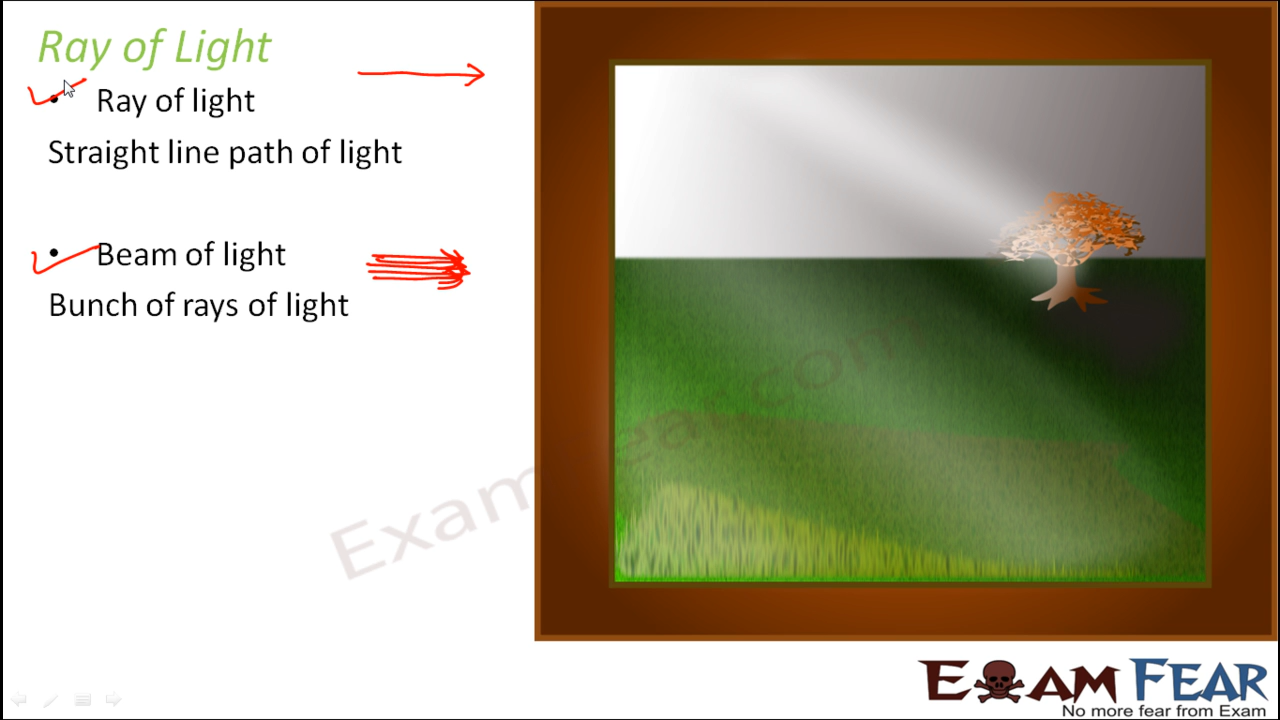 Ray of Light
• Ray of light
Straight line path of light
• Beam of light
Bunch of rays of light
Examfear.com
EXAM FEAR
No more fear from Exam